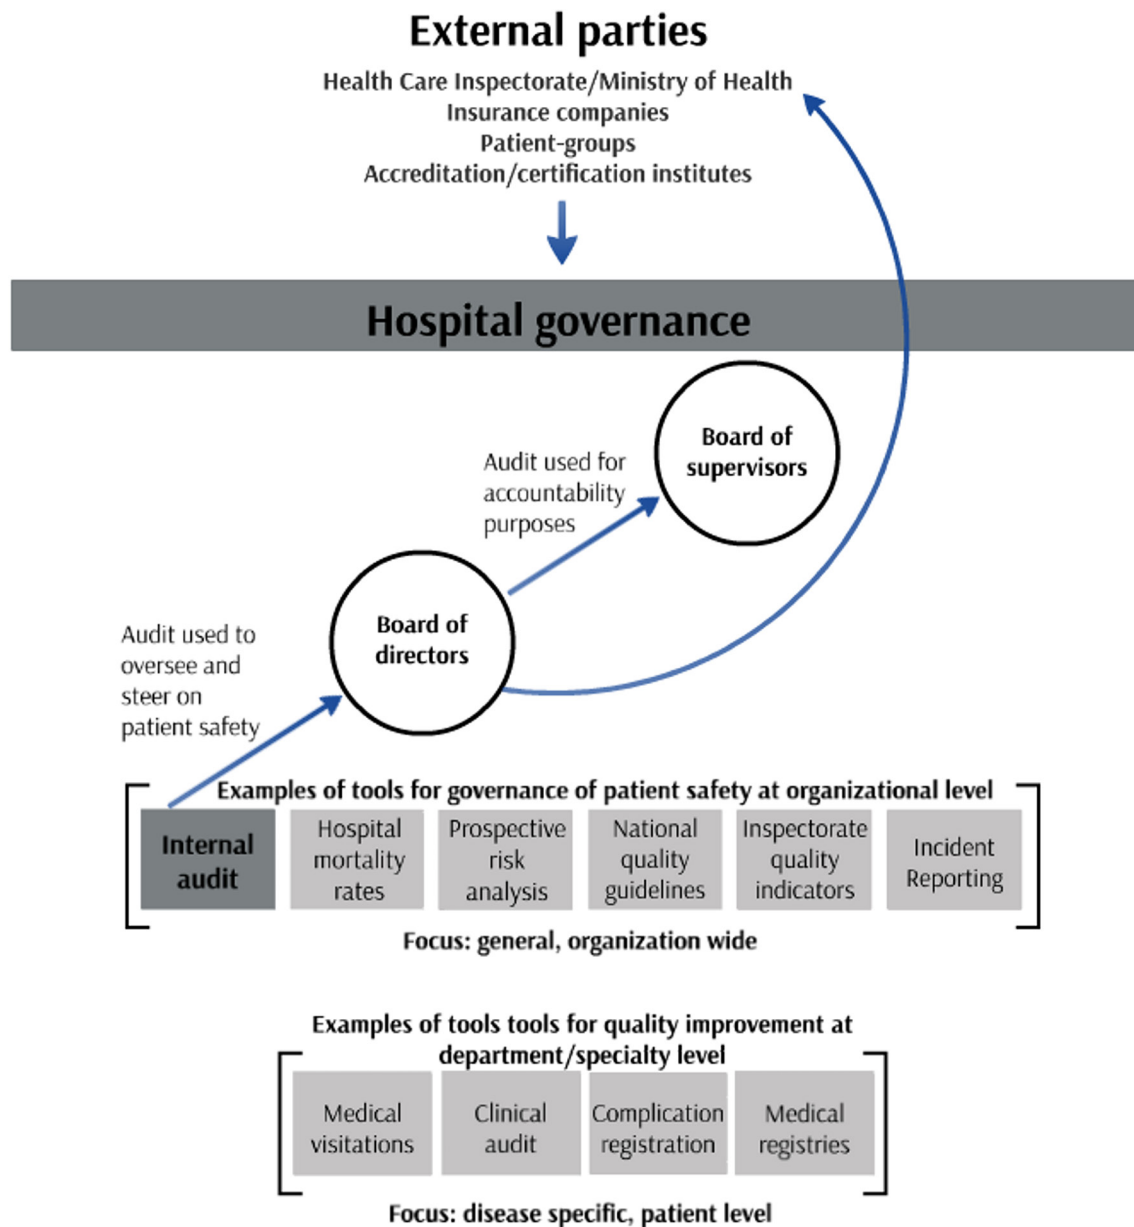 External parties
Health Care Inspectorate/Ministry of Health
Insurance companies
Patient-groups
Accreditation/certification institutes
Hospital governance
Board of
supervisors
Audit used for
accountability
purposes
Board of
directors
Audit used to
oversee and
steer on
patient safety
Examples of tools for governance of patient safety at organizational level
Internal
audit
Hospital
mortality
rates
Prospective
risk
analysis
National
quality
guidelines
Inspectorate
quality
indicators
Incident
Reporting
Focus: general, organization wide
Examples of tools tools for quality improvement at
department/specialty level
Medical
visitations
Clinical
audit
Complication
registration
Medical
registries
Focus: disease specific, patient level